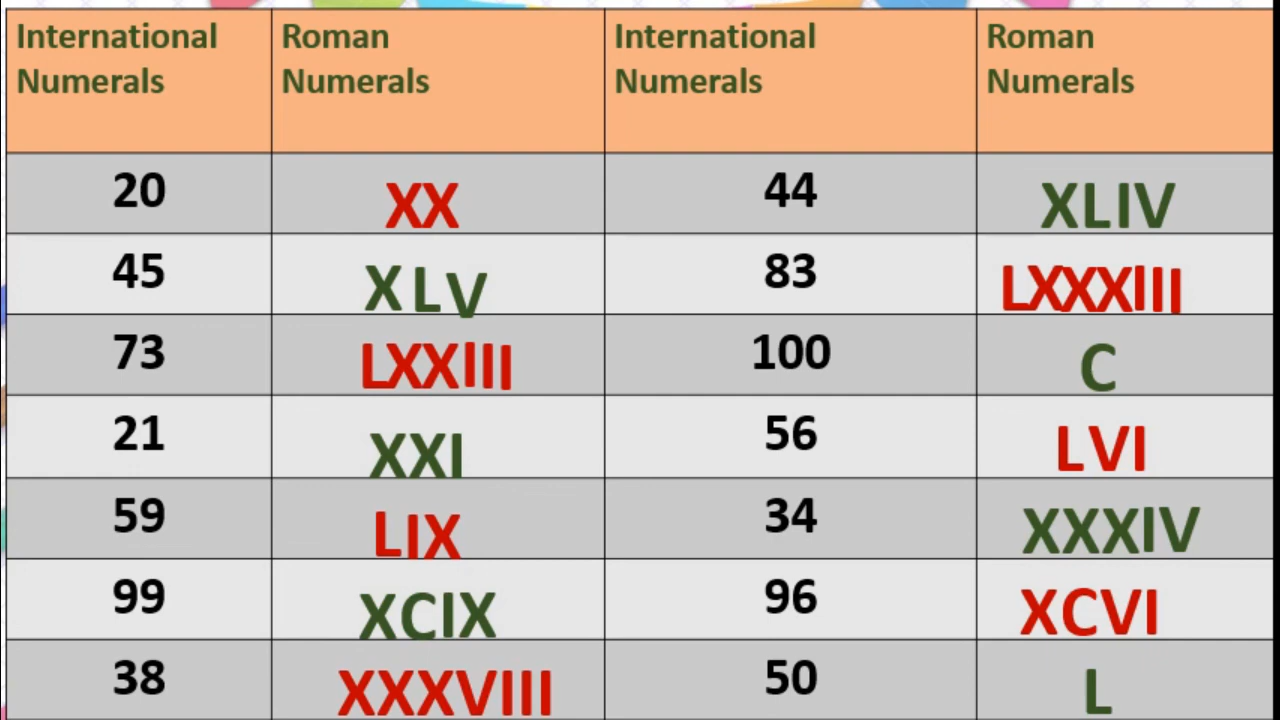 International Numerals Roman Numerals International Numerals Roman Numerals
20 XX 44 XLIV
45 XLV 83 LXXXIII
73 LXXIII 100 C
21 XXI 56 LVI
59 LIX 34 XXXIV
99 XCIX 96 XCVI
38 XXXVIII 50 L